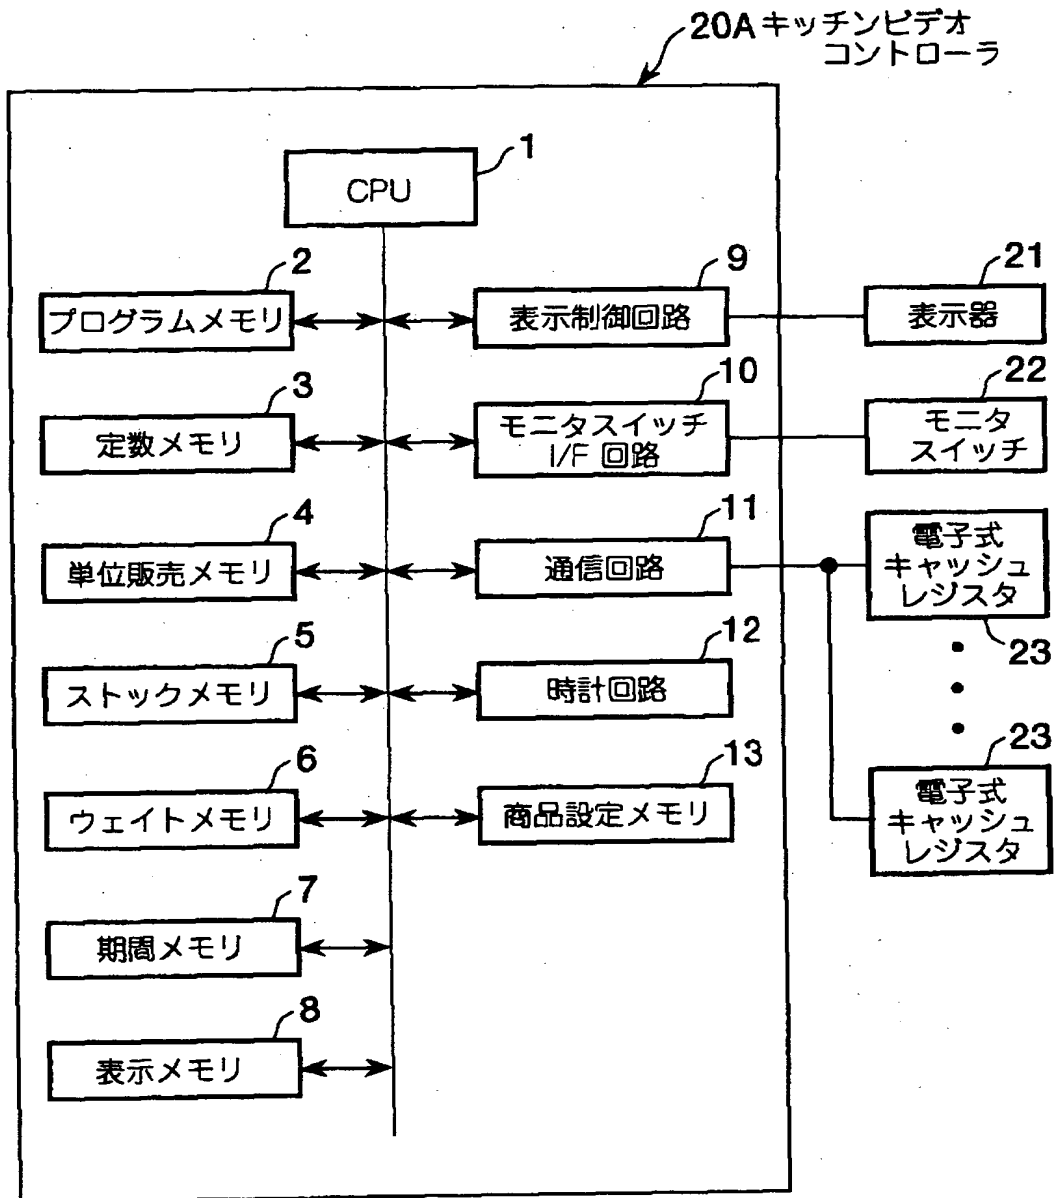 20A キッチンビデオ
コントローラ
1
CPU
2
プログラムメモリ
9
表示制御回路
21
表示器
3
定数メモリ
10
モニタスイッチ
I/F 回路
22
モニタ
スイッチ
4
単位販売メモリ
11
通信回路
電子式
キャッシュ
レジスタ
23
5
ストックメモリ
12
時計回路
6
ウェイトメモリ
13
商品設定メモリ
23
電子式
キャッシュ
レジスタ
7
期間メモリ
8
表示メモリ